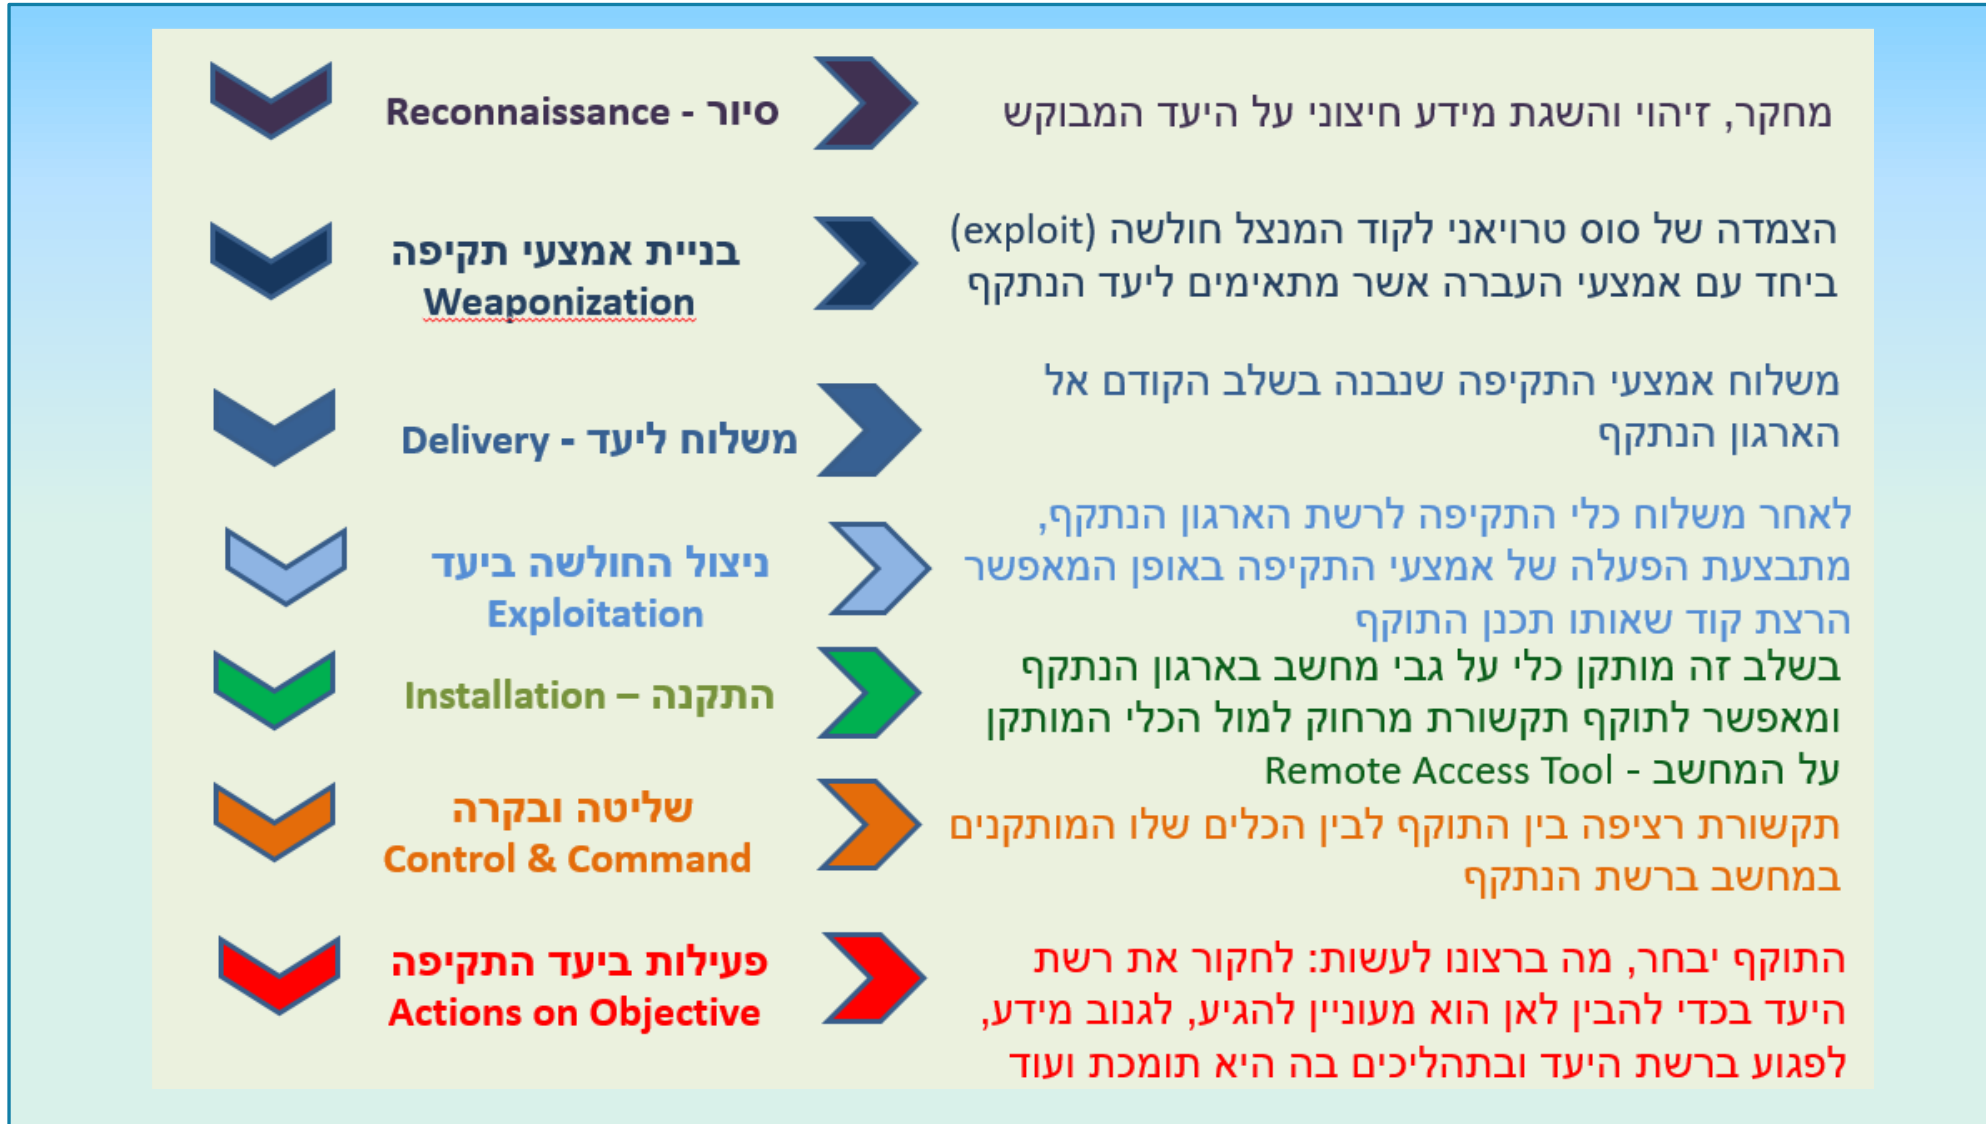 סיור - Reconnaissance
מחקר, זיהוי והשגת מידע חיצוני על היעד המבוקש
בניית אמצעי תקיפה
Weaponization
הצמדה של סוס טרויאני לקוד המנצל חולשה (exploit)
ביחד עם אמצעי העברה אשר מתאימים ליעד הנתקף
משלוח ליעד - Delivery
משלוח אמצעי התקיפה שנבנה בשלב הקודם אל
הארגון הנתקף
ניצול החולשה ביעד
Exploitation
לאחר משלוח כלי התקיפה לרשת הארגון הנתקף,
מתבצעת הפעלה של אמצעי התקיפה באופן המאפשר
הרצת קוד שאותו תכנן התוקף
התקנה – Installation
בשלב זה מותקן כלי על גבי מחשב בארגון הנתקף
ומאפשר לתוקף תקשורת מרחוק למול הכלי המותקן
על המחשב - Remote Access Tool
שליטה ובקרה
Control & Command
תקשורת רציפה בין התוקף לבין הכלים שלו המותקנים
במחשב ברשת הנתקף
פעילות ביעד התקיפה
Actions on Objective
התוקף יבחר, מה ברצונו לעשות: לחקור את רשת
היעד בכדי להבין לאן הוא מעוניין להגיע, לגנוב מידע,
לפגוע ברשת היעד ובתהליכים בה היא תומכת ועוד